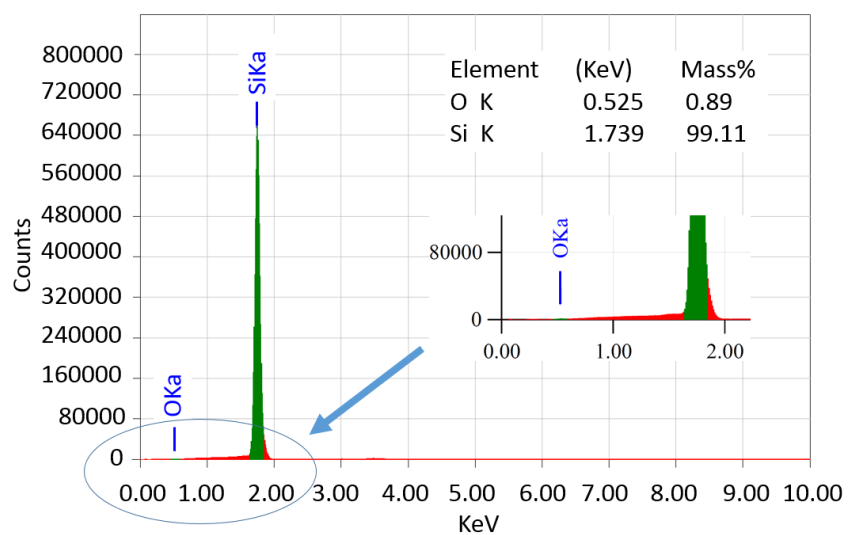 800000
720000
640000
560000
480000
400000
320000
240000
160000
80000
0
Counts
SiKa
OKa
Element (KeV) Mass%
O K 0.525 0.89
Si K 1.739 99.11
80000
0
OKa
0.00 1.00 2.00
0.00 1.00 2.00 3.00 4.00 5.00 6.00 7.00 8.00 9.00 10.00
KeV